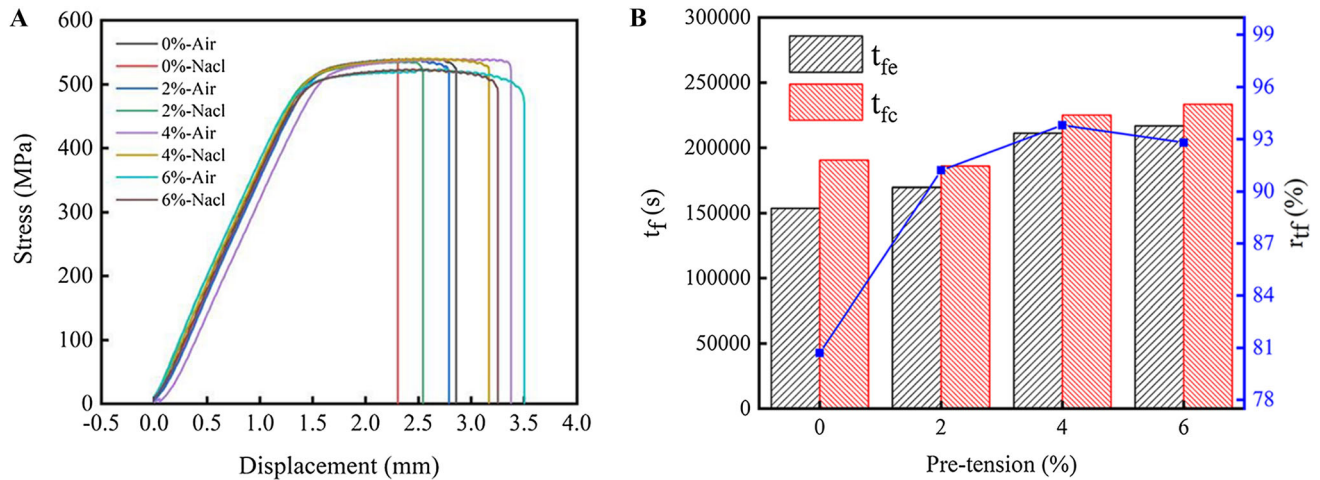 A
600
500
400
300
200
100
0
-0.5 0.0 0.5 1.0 1.5 2.0 2.5 3.0 3.5 4.0
Stress (MPa)
Displacement (mm)
0%-Air
0%-Nacl
2%-Air
2%-Nacl
4%-Air
4%-Nacl
6%-Air
6%-Nacl
B
300000
250000
200000
150000
100000
50000
0
0 2 4 6
tf (s)
Pre-tension (%)
tfe
tfc
99
96
93
90
87
84
81
78
rtf (%)